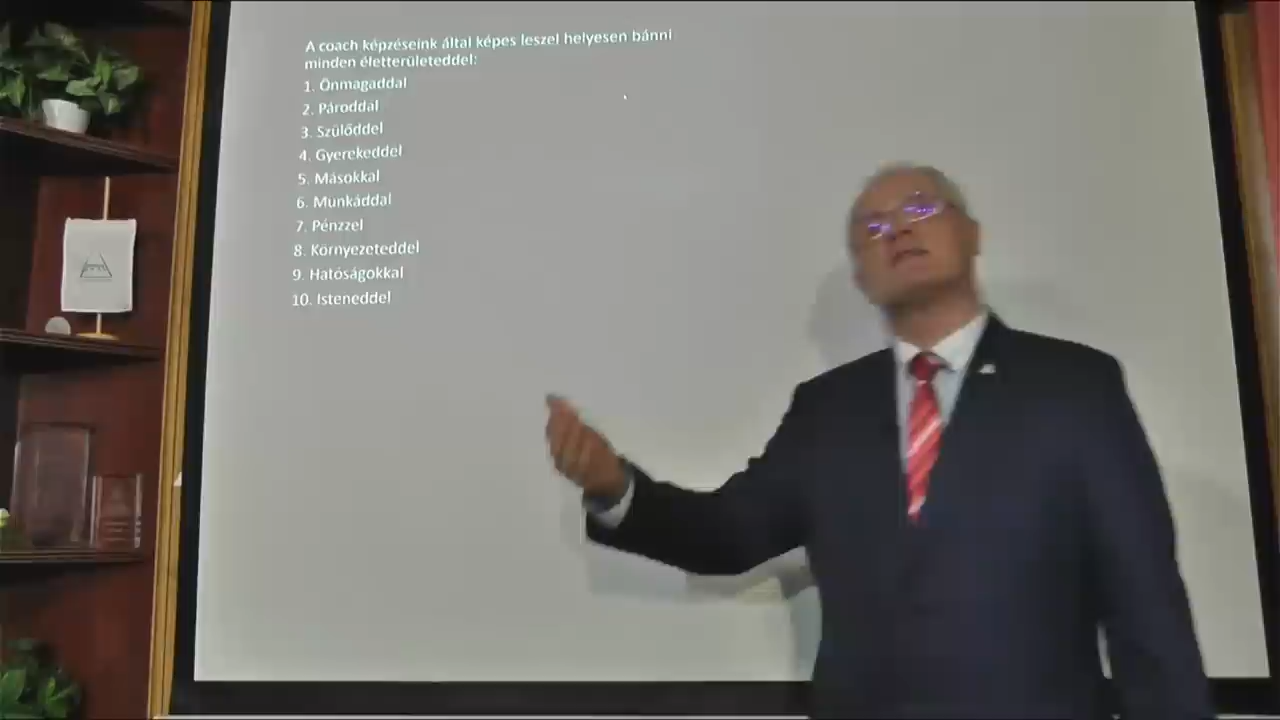 A coach képzéseink által képes leszel helyesen bánni
minden életterületeddel:
1. Önmagaddal
2. Pároddal
3. Szülőddel
4. Gyerekeddel
5. Másokkal
6. Munkáddal
7. Pénzzel
8. Környezeteddel
9. Hatóságokkal
10. Isteneddel